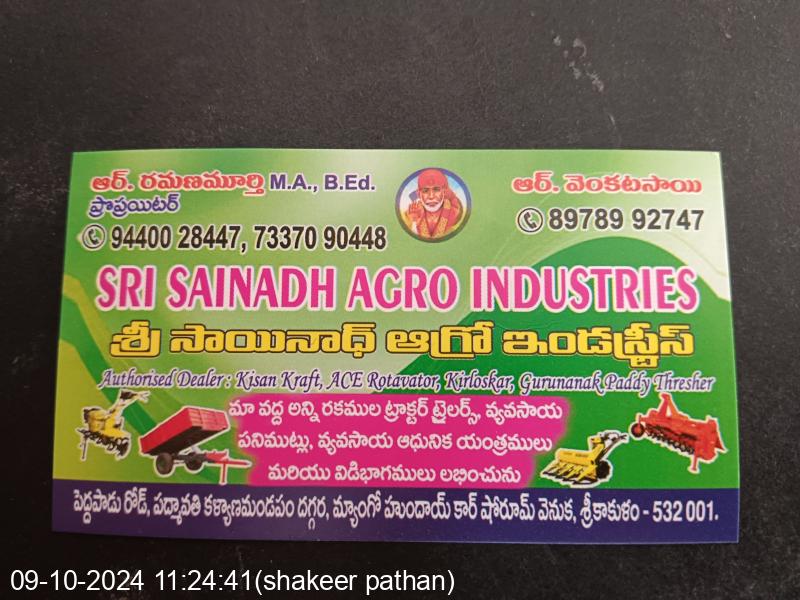 ఆర్. రమణమూర్తి M.A., B.Ed.
ప్రొప్రయిటర్
94400 28447, 73370 90448
ఆర్. వెంకటసాయి
89789 92747
SRI SAINADH AGRO INDUSTRIES
శ్రీ సాయినాధ్ ఆగ్రో ఇండస్ట్రీస్
Authorised Dealer : Kisan Kraft, ACE Rotavator, Kirloskar, Gurunanak Paddy Thresher
మా వద్ద అన్ని రకముల ట్రాక్టర్ ట్రైలర్స్, వ్యవసాయ
పనిముట్లు, వ్యవసాయ ఆధునిక యంత్రములు
మరియు విడిభాగములు లభించును
పెద్దపాడు రోడ్, పద్మావతి కళ్యాణమండపం దగ్గర, మ్యాంగో హుందాయ్ కార్ షోరూమ్ వెనుక, శ్రీకాకుళం - 532 001.
09-10-2024 11:24:41(shakeer pathan)